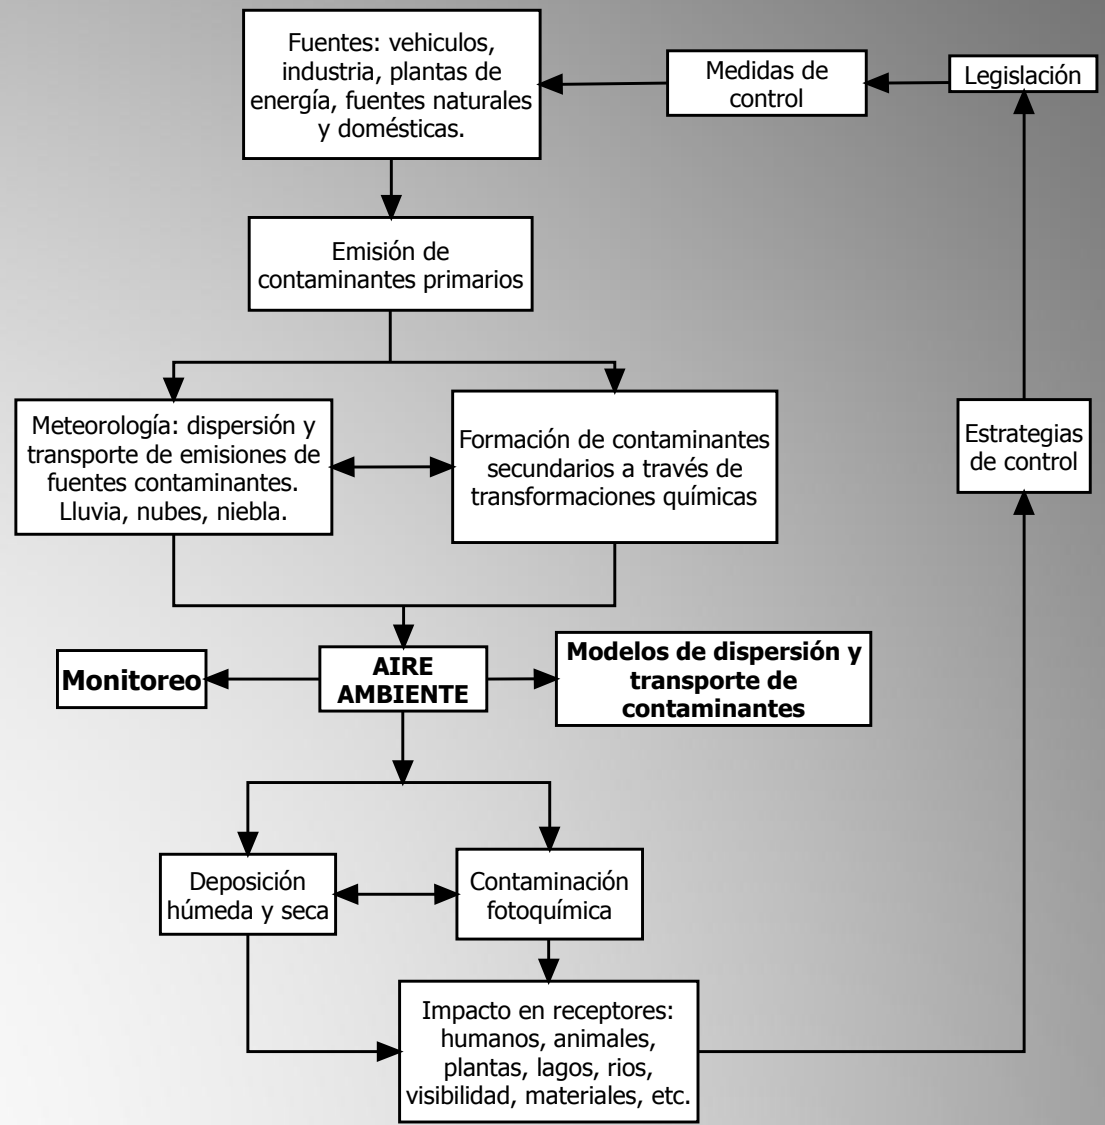 Fuentes: vehiculos,
industria, plantas de
energía, fuentes naturales
y domésticas.
Medidas de
control
Legislación
Emisión de
contaminantes primarios
Meteorología: dispersión y
transporte de emisiones de
fuentes contaminantes.
Lluvia, nubes, niebla.
Formación de contaminantes
secundarios a través de
transformaciones químicas
Estrategias
de control
Monitoreo
AIRE
AMBIENTE
Modelos de dispersión y
transporte de
contaminantes
Deposición
húmeda y seca
Contaminación
fotoquímica
Impacto en receptores:
humanos, animales,
plantas, lagos, rios,
visibilidad, materiales, etc.